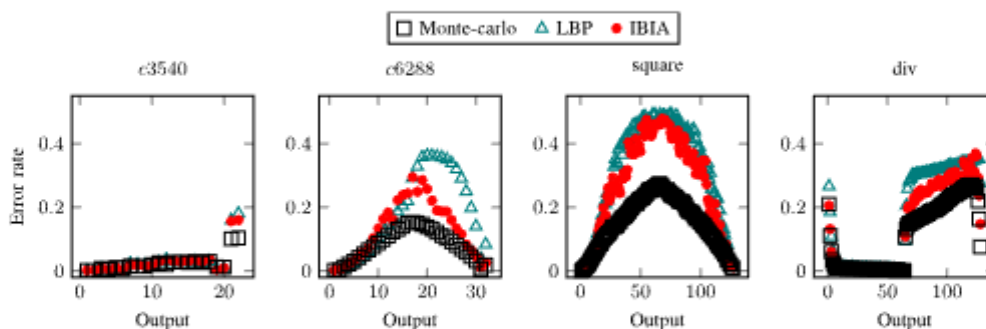 Monte-carlo LBP IBIA
c3540 c6288 square div
Error rate
0.4 0.4 0.4 0.4
0.2 0.2 0.2 0.2
0 0 0 0
0 10 20 0 10 20 30 0 50 100 0 50 100
Output Output Output Output